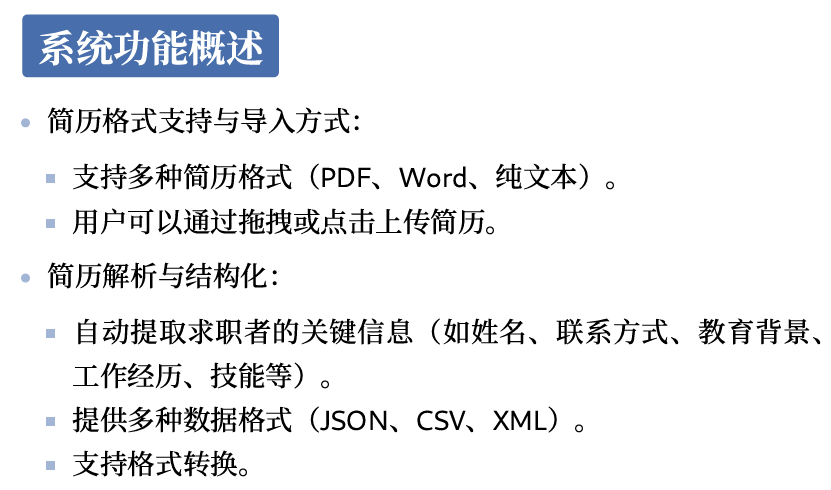 系统功能概述
简历格式支持与导入方式：
支持多种简历格式（PDF、Word、纯文本）。
用户可以通过拖拽或点击上传简历。
简历解析与结构化：
自动提取求职者的关键信息（如姓名、联系方式、教育背景、
工作经历、技能等）。
提供多种数据格式（JSON、CSV、XML）。
支持格式转换。